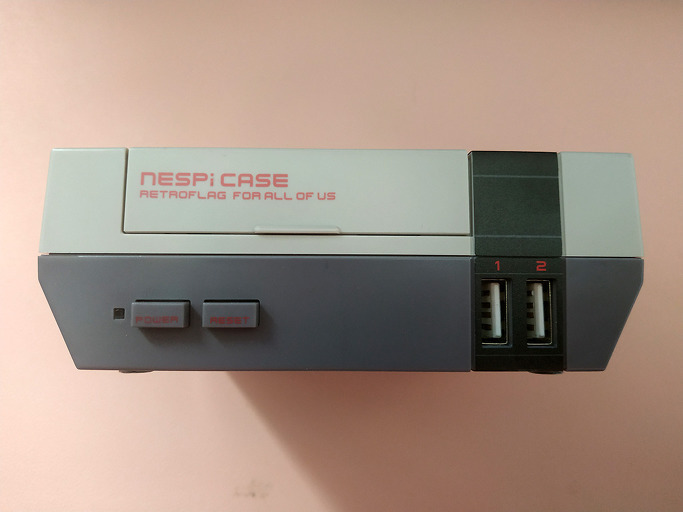 NESPi CASE
RETROFLAG FOR ALL OF US
1 2
POWER RESET